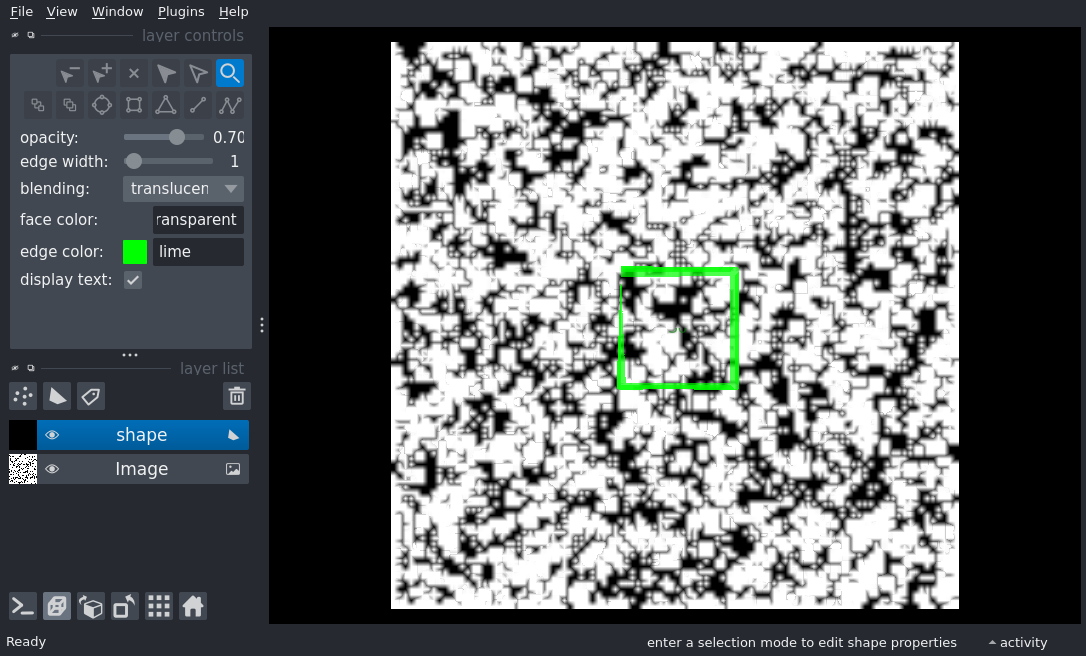 File View Window Plugins Help
layer controls
opacity: 0.70
edge width: 1
blending: translucen
face color: ransparent
edge color: lime
display text:
layer list
shape
Image
Ready
enter a selection mode to edit shape properties
activity